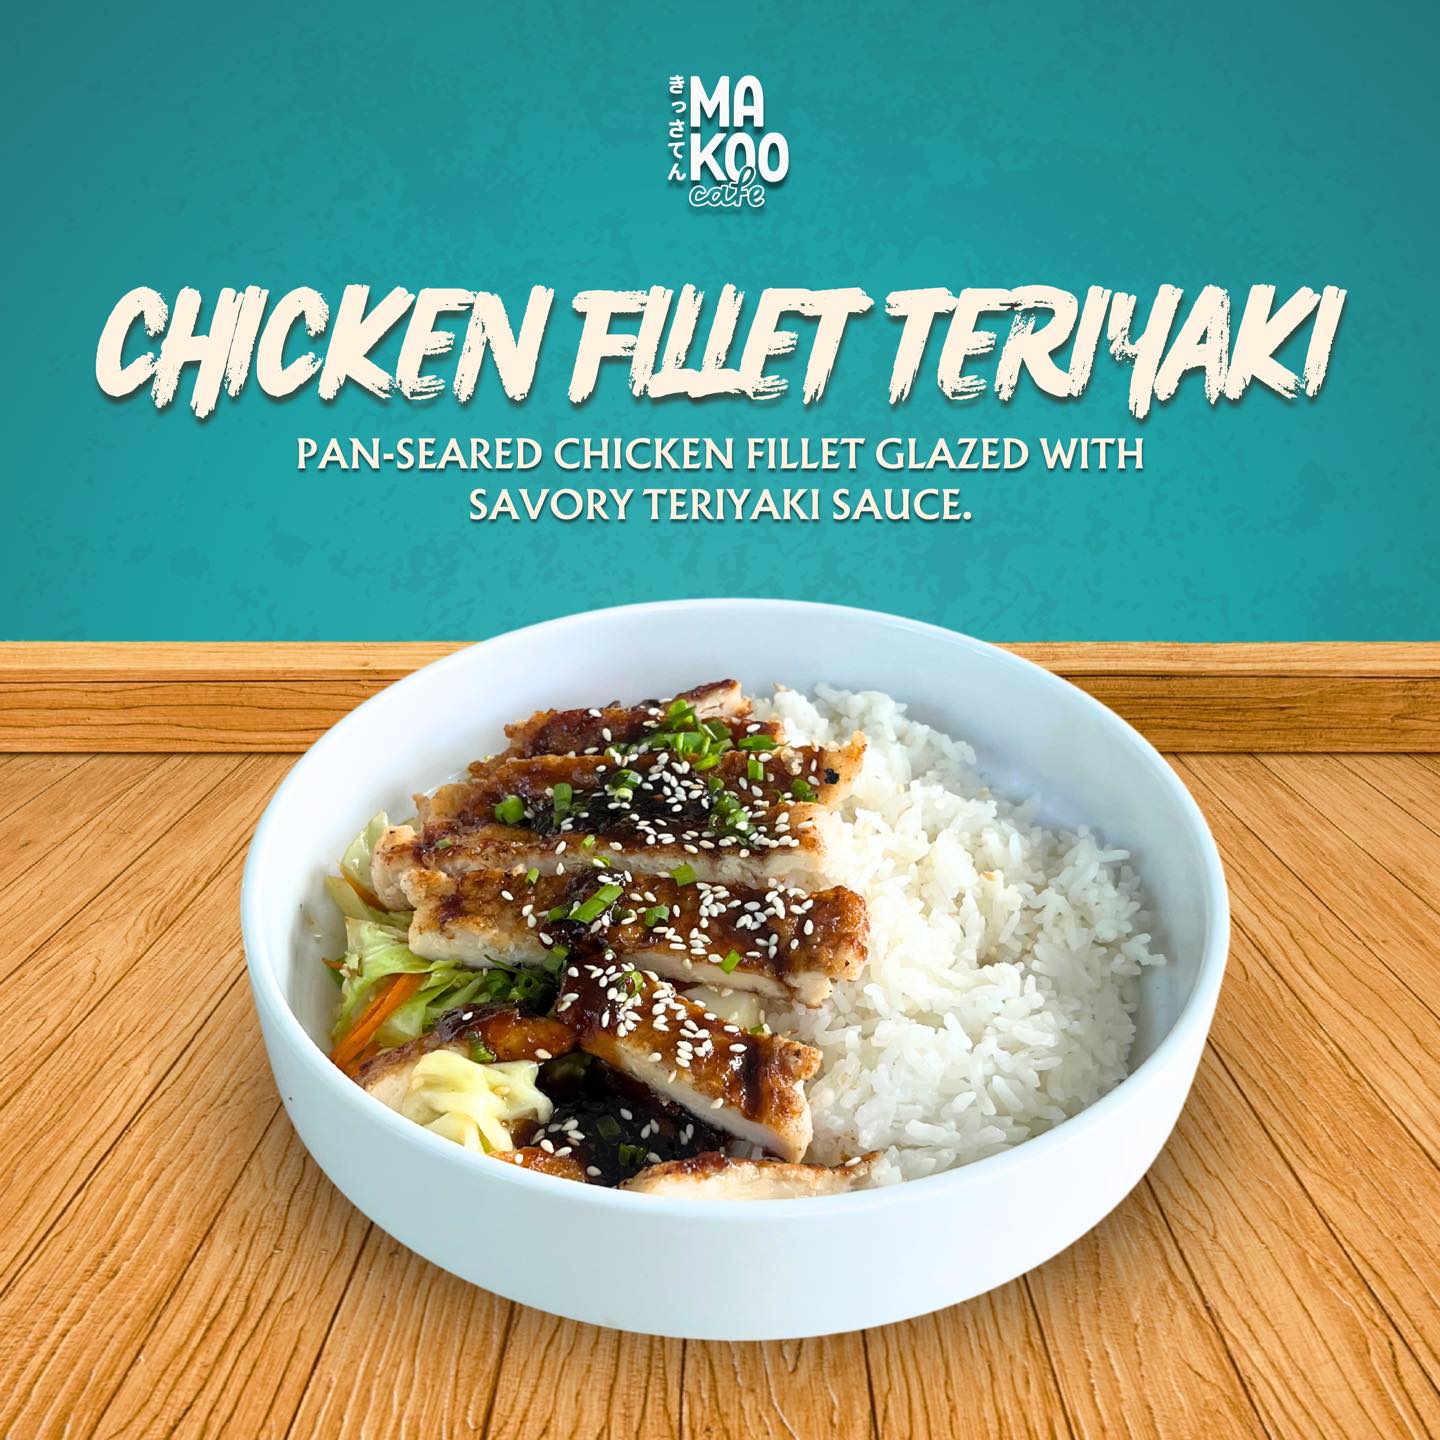 きっさてん
MA
KOO
cafe
CHICKEN FILLET TERIYAKI
PAN-SEARED CHICKEN FILLET GLAZED WITH
SAVORY TERIYAKI SAUCE.